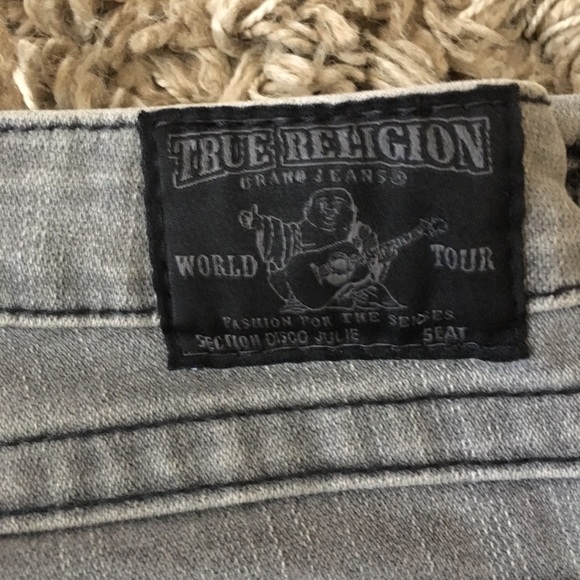 TRUE RELIGION
BRAND JEANS®
WORLD TOUR
FASHION FOR THE SENSES
SECTION DISCO JULIE SEAT